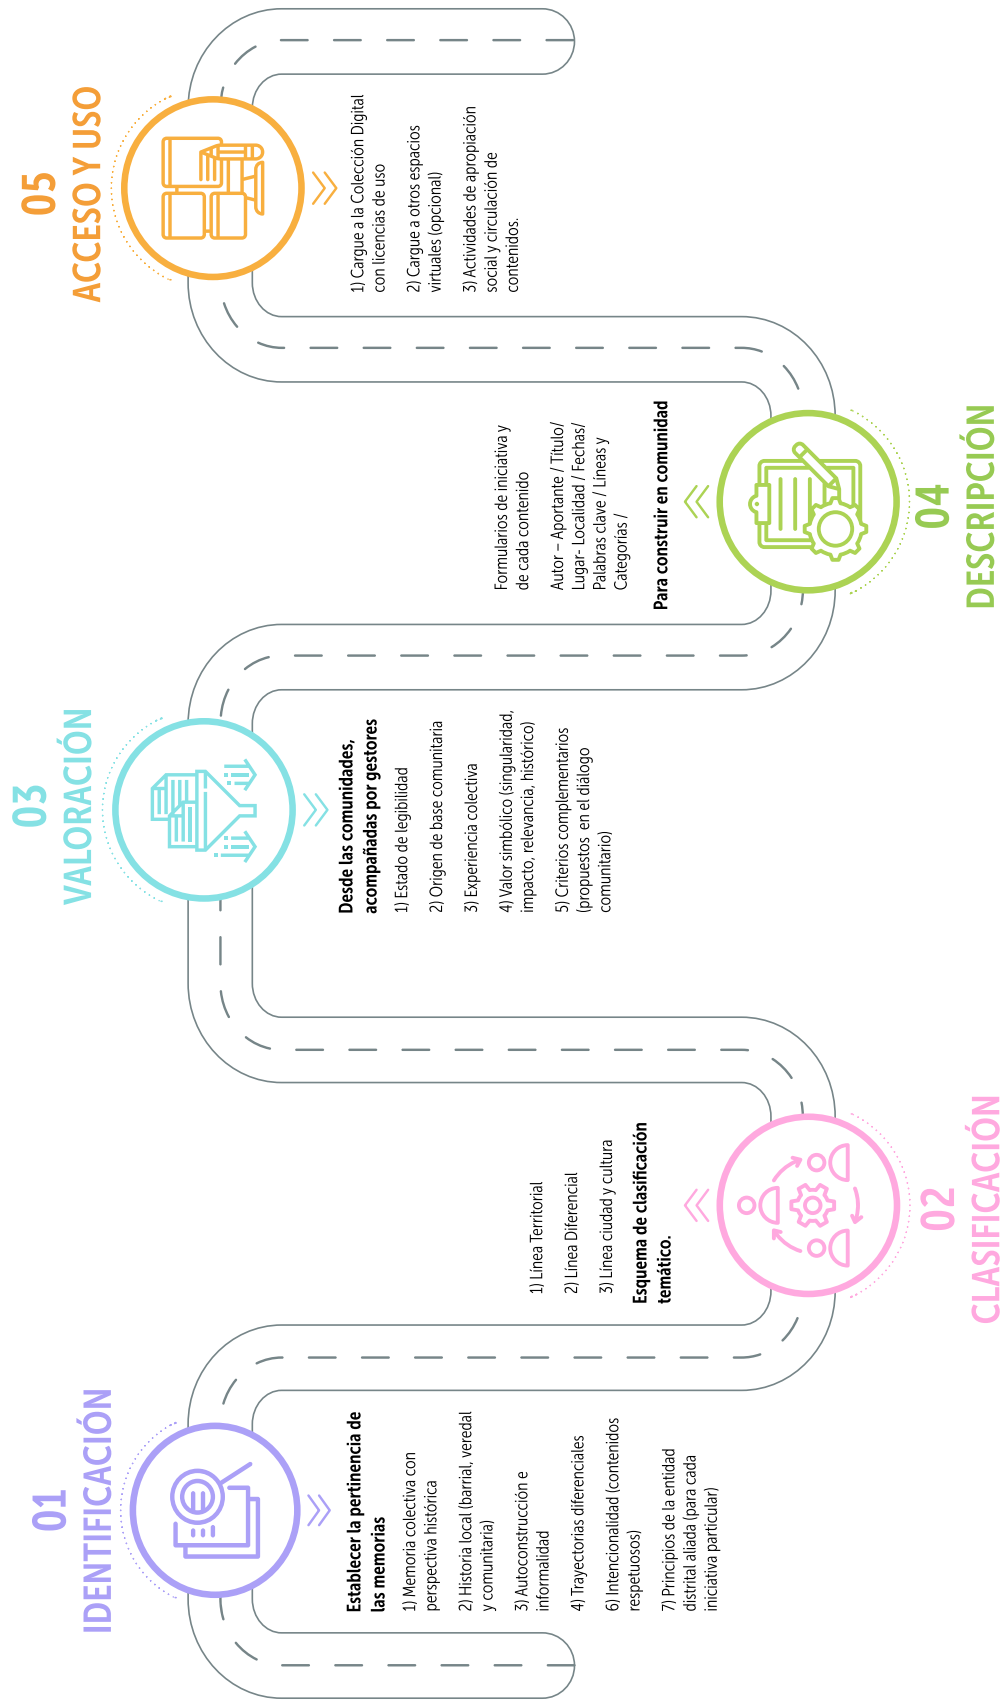 01
IDENTIFICACIÓN
Establecer la pertinencia de
las memorias
1) Memoria colectiva con
perspectiva histórica
2) Historia local (barrial, veredal
y comunitaria)
3) Autoconstrucción e
informalidad
4) Trayectorias diferenciales
6) Intencionalidad (contenidos
respetuosos)
7) Principios de la entidad
distrital aliada (para cada
iniciativa particular)
1) Línea Territorial
2) Línea Diferencial
3) Línea ciudad y cultura
Esquema de clasificación
temático.
02
CLASIFICACIÓN
03
VALORACIÓN
Desde las comunidades,
acompañadas por gestores
1) Estado de legibilidad
2) Origen de base comunitaria
3) Experiencia colectiva
4) Valor simbólico (singularidad,
impacto, relevancia, histórico)
5) Criterios complementarios
(propuestos en el diálogo
comunitario)
Formularios de iniciativa y
de cada contenido
Autor – Aportante / Título/
Lugar- Localidad / Fechas/
Palabras clave / Líneas y
Categorías /
Para construir en comunidad
04
DESCRIPCIÓN
05
ACCESO Y USO
1) Cargue a la Colección Digital
con licencias de uso
2) Cargue a otros espacios
virtuales (opcional)
3) Actividades de apropiación
social y circulación de
contenidos.